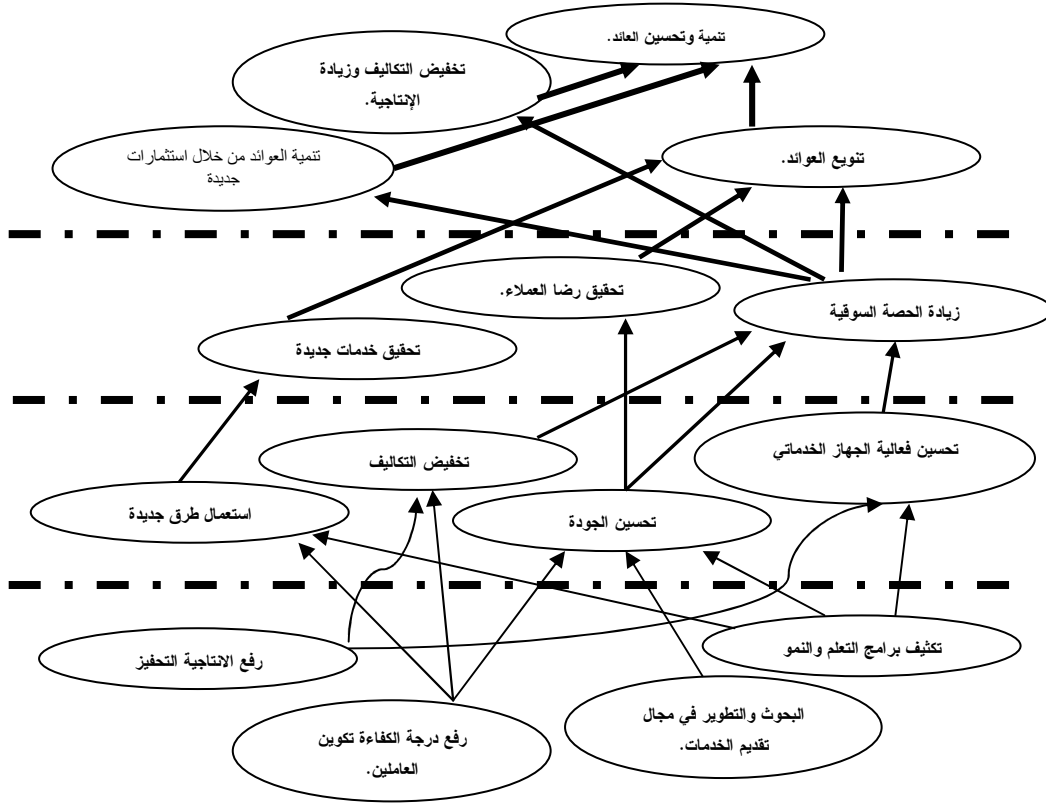 تنمية وتحسين العائد.
تخفيض التكاليف وزيادة
الإنتاجية.
تنويع العوائد.
تنمية العوائد من خلال استثمارات
جديدة
تحقيق رضا العملاء.
زيادة الحصة السوقية
تحقيق خدمات جديدة
تحسين فعالية الجهاز الخدماتي
تخفيض التكاليف
تحسين الجودة
استعمال طرق جديدة
تكثيف برامج التعلم والنمو
رفع الانتاجية التحفيز
البحوث والتطوير في مجال
تقديم الخدمات.
رفع درجة الكفاءة تكوين
العاملين.